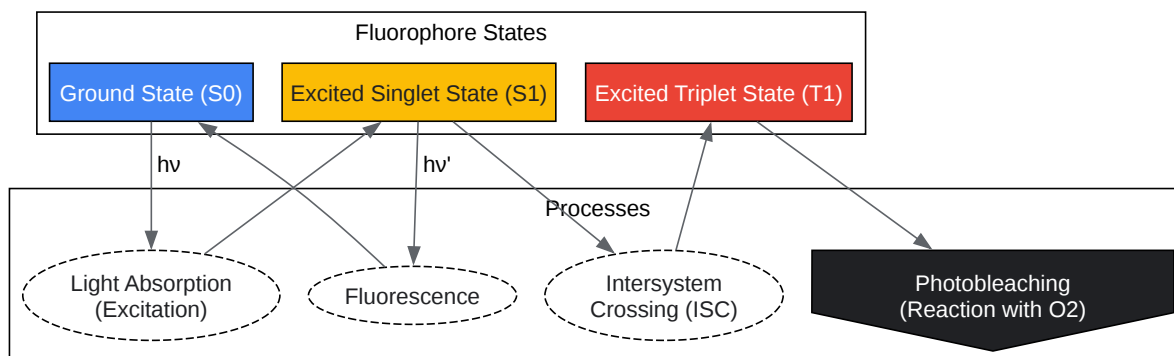 Fluorophore States
Ground State (S0)
Excited Singlet State (S1)
Excited Triplet State (T1)
hν
hν'
Processes
Light Absorption
(Excitation)
Fluorescence
Intersystem
Crossing (ISC)
Photobleaching
(Reaction with O2)